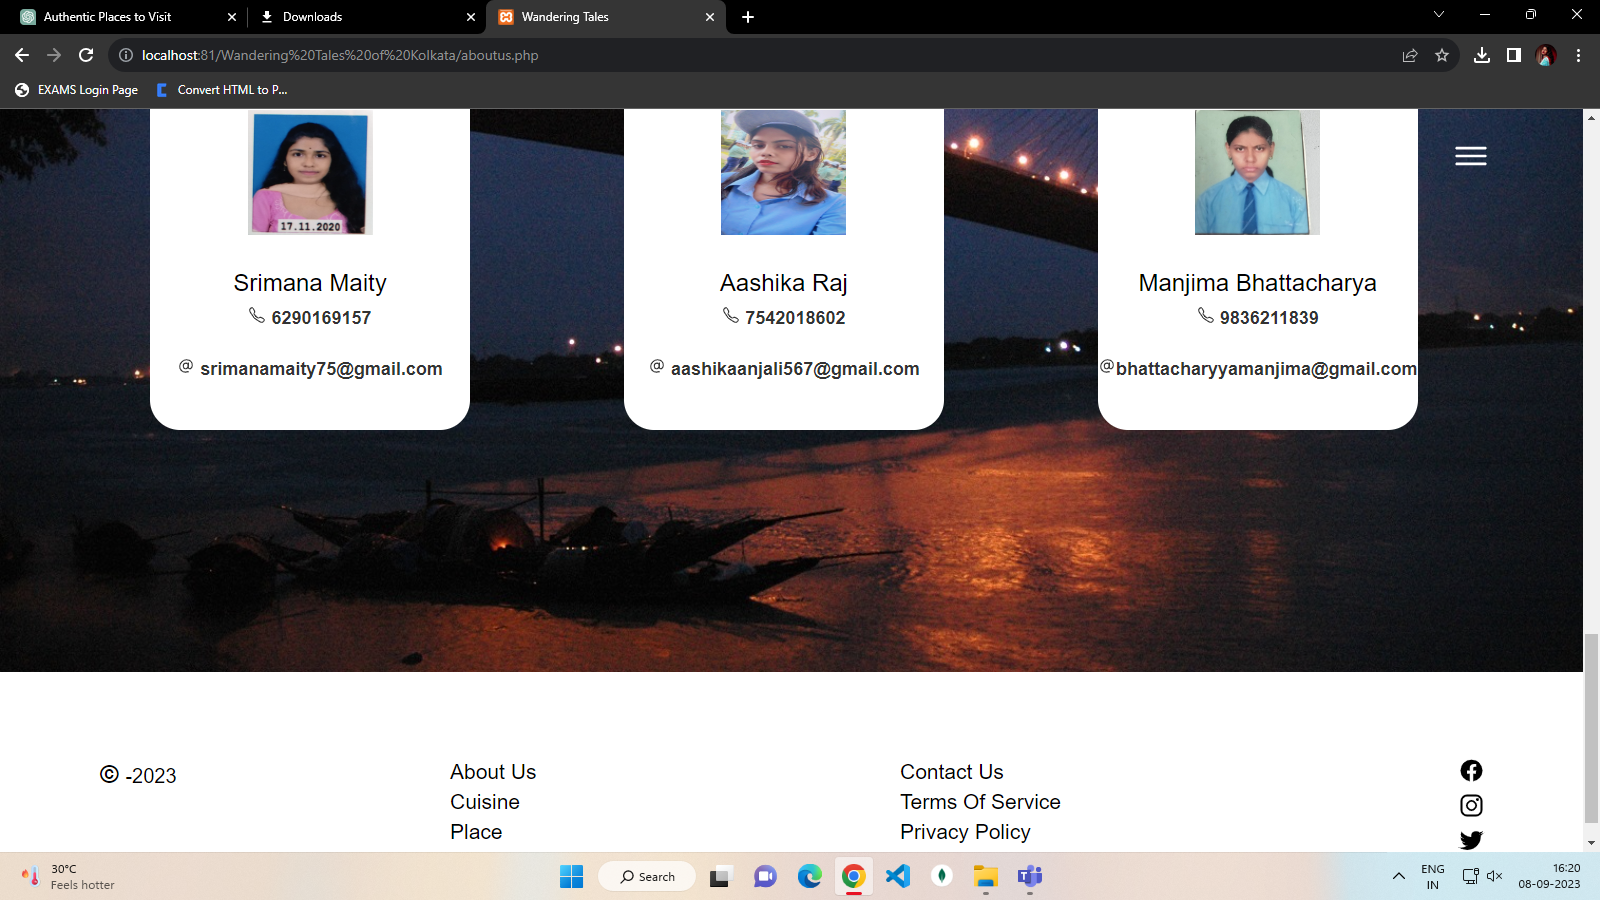 Authentic Places to Visit
Downloads
Wandering Tales
localhost:81/Wandering%20Tales%20of%20Kolkata/aboutus.php
EXAMS Login Page
Convert HTML to P...
17.11.2020
Srimana Maity
6290169157
@ srimanamaity75@gmail.com
Aashika Raj
7542018602
@ aashikaanjali567@gmail.com
Manjima Bhattacharya
9836211839
@bhattacharyyamanjima@gmail.com
© -2023
About Us
Cuisine
Place
Contact Us
Terms Of Service
Privacy Policy
30°C
Feels hotter
Search
ENG
IN
16:20
08-09-2023